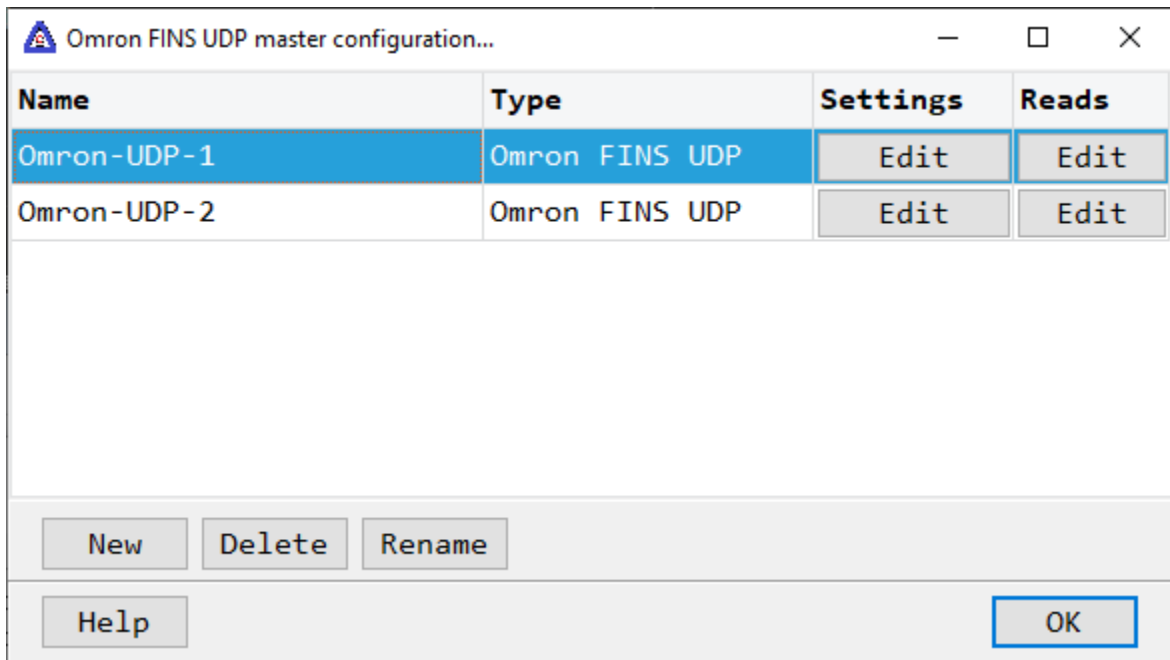 Omron FINS UDP master configuration...
Name Type Settings Reads
Omron-UDP-1 Omron FINS UDP Edit Edit
Omron-UDP-2 Omron FINS UDP Edit Edit
New Delete Rename
Help OK